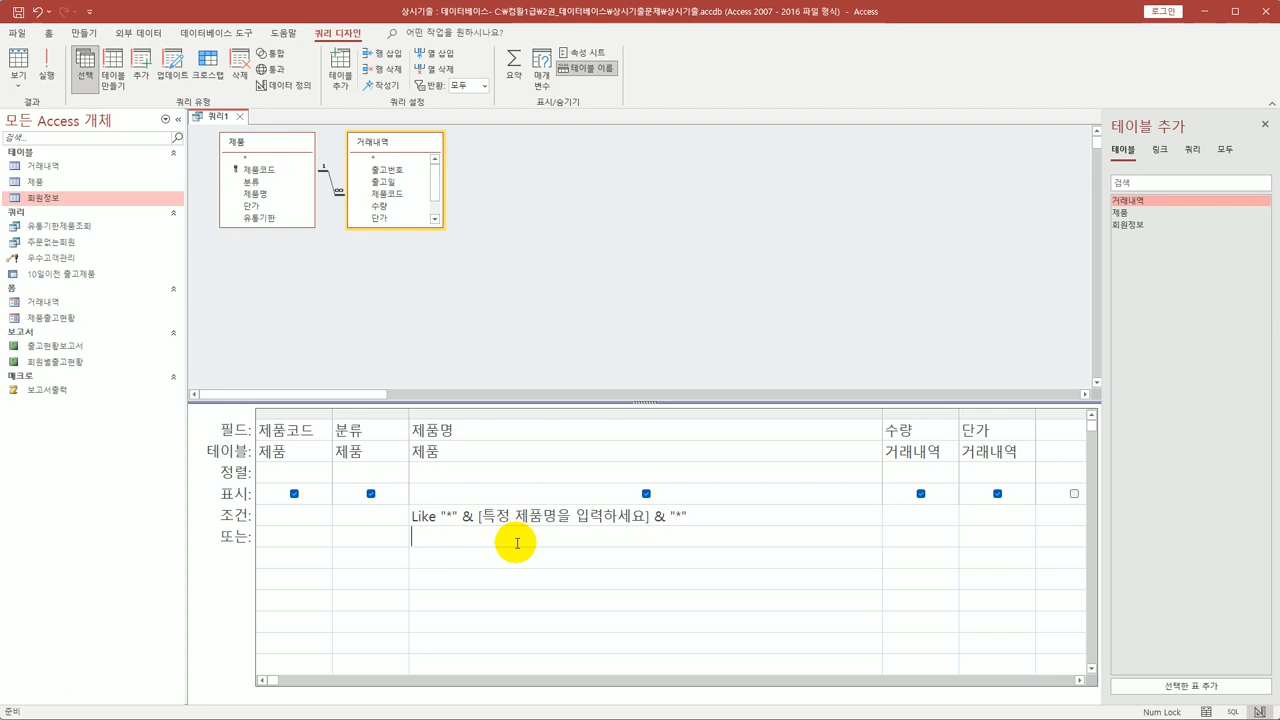 상시기출 : 데이터베이스- C:₩컴활1급₩2권_데이터베이스₩상시기출문제₩상시기출.accdb (Access 2007 - 2016 파일 형식) - Access
로그인
파일 홈 만들기 외부 데이터 데이터베이스 도구 도움말 쿼리 디자인 어떤 작업을 원하시나요?
보기
실행
결과
선택
테이블 만들기
추가
업데이트
크로스탭
삭제
통합
통과
데이터 정의
쿼리 유형
테이블 추가
행 삽입
행 삭제
작성기
열 삽입
열 삭제
반환: 모두
쿼리 설정
요약
매개 변수
속성 시트
테이블 이름
표시/숨기기
모든 Access 개체
검색...
테이블
거래내역
제품
회원정보
쿼리
유통기한제품조회
주문없는회원
우수고객관리
10일이전 출고제품
폼
거래내역
제품출고현황
보고서
출고현황보고서
회원별출고현황
매크로
보고서출력
쿼리1
제품
*
제품코드
분류
제품명
단가
유통기한
거래내역
*
출고번호
출고일
제품코드
수량
단가
1
∞
필드: 제품코드 분류 제품명 수량 단가
테이블: 제품 제품 제품 거래내역 거래내역
정렬:
표시:
조건: Like "*" & [특정 제품명을 입력하세요] & "*"
또는:
테이블 추가
테이블 링크 쿼리 모두
검색
거래내역
제품
회원정보
선택한 표 추가
준비
Num Lock
SQL